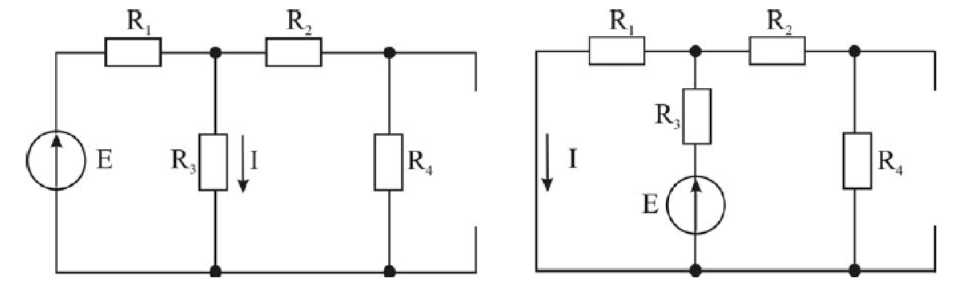 R₁ R₂
E R₃ I R₄
R₁ R₂
R₃
I R₄
E